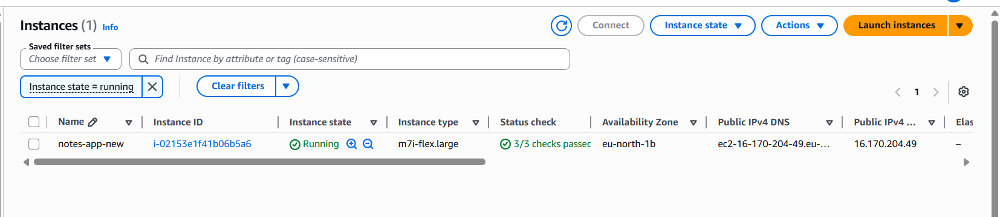 Instances (1) Info
Connect Instance state Actions Launch instances
Saved filter sets
Choose filter set Find Instance by attribute or tag (case-sensitive)
Instance state = running Clear filters
1
Name Instance ID Instance state Instance type Status check Availability Zone Public IPv4 DNS Public IPv4 ... Elas
notes-app-new i-02153e1f41b06b5a6 Running m7i-flex.large 3/3 checks passec eu-north-1b ec2-16-170-204-49.eu-... 16.170.204.49 –